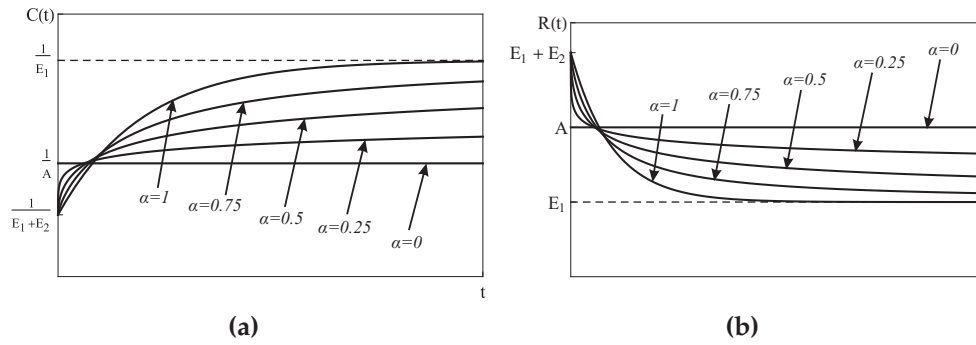 C(t)
1
E₁
1
A
1
E₁+E₂
α=1
α=0.75
α=0.5
α=0.25
α=0
t
(a)
R(t)
E₁ + E₂
A
E₁
α=1
α=0.75
α=0.5
α=0.25
α=0
(b)